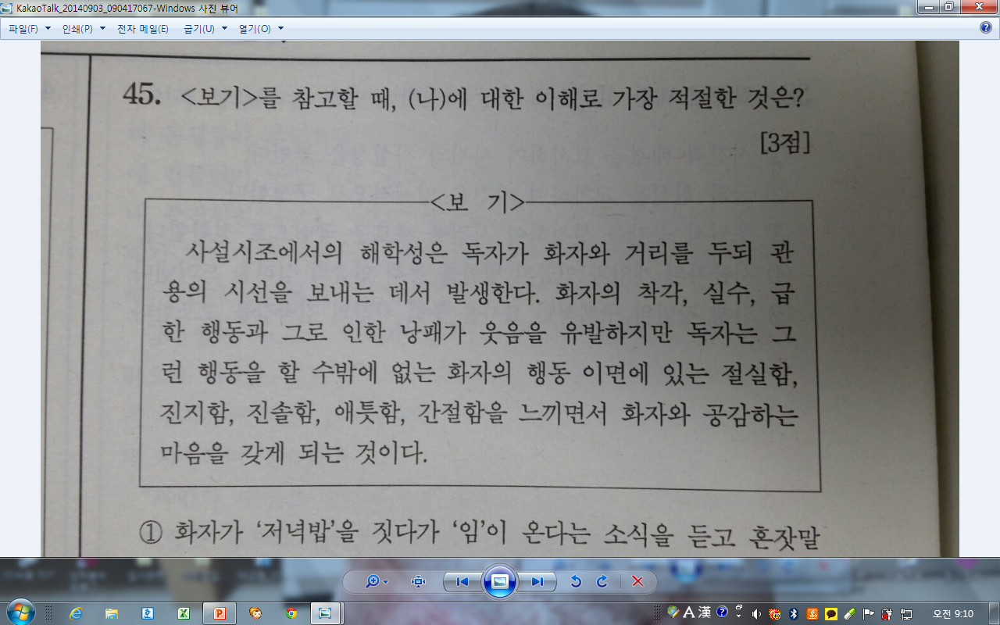 KakaoTalk_20140903_090417067-Windows 사진 뷰어
파일(F) 인쇄(P) 전자 메일(E) 굽기(U) 열기(O)
45. <보기>를 참고할 때, (나)에 대한 이해로 가장 적절한 것은?
[3점]
<보 기>
사설시조에서의 해학성은 독자가 화자와 거리를 두되 관
용의 시선을 보내는 데서 발생한다. 화자의 착각, 실수, 급
한 행동과 그로 인한 낭패가 웃음을 유발하지만 독자는 그
런 행동을 할 수밖에 없는 화자의 행동 이면에 있는 절실함,
진지함, 진솔함, 애틋함, 간절함을 느끼면서 화자와 공감하는
마음을 갖게 되는 것이다.
① 화자가 ‘저녁밥’을 짓다가 ‘임’이 온다는 소식을 듣고 혼잣말
A 漢 오전 9:10